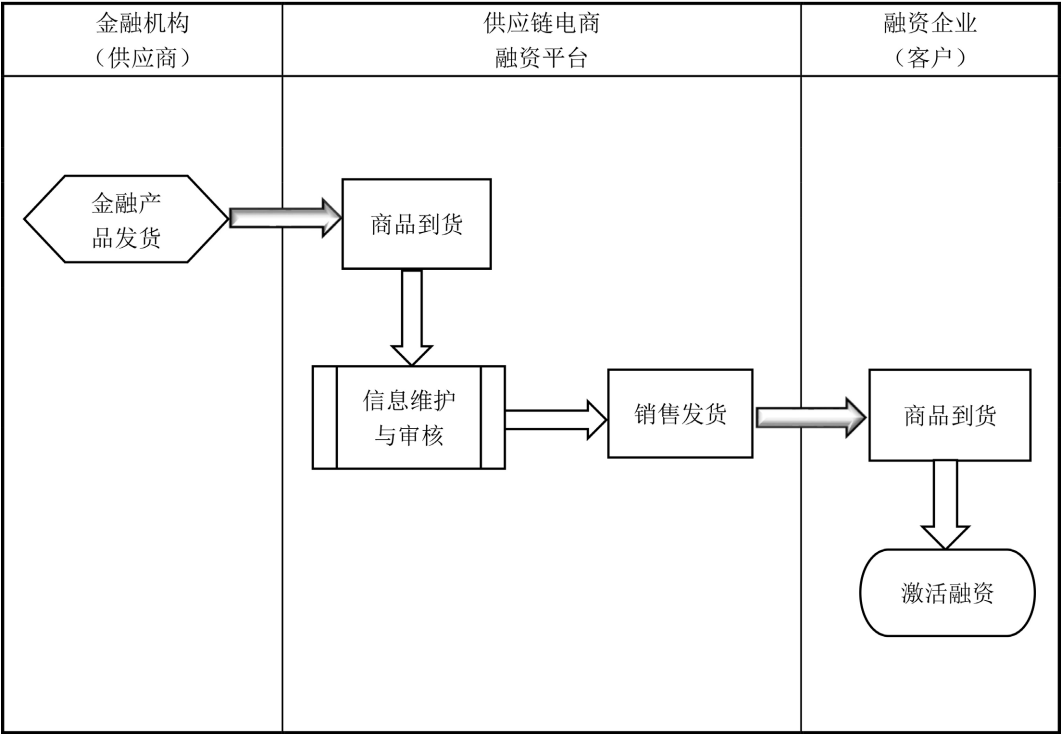 金融机构
（供应商）
供应链电商
融资平台
融资企业
（客户）
金融产
品发货
商品到货
信息维护
与审核
销售发货
商品到货
激活融资